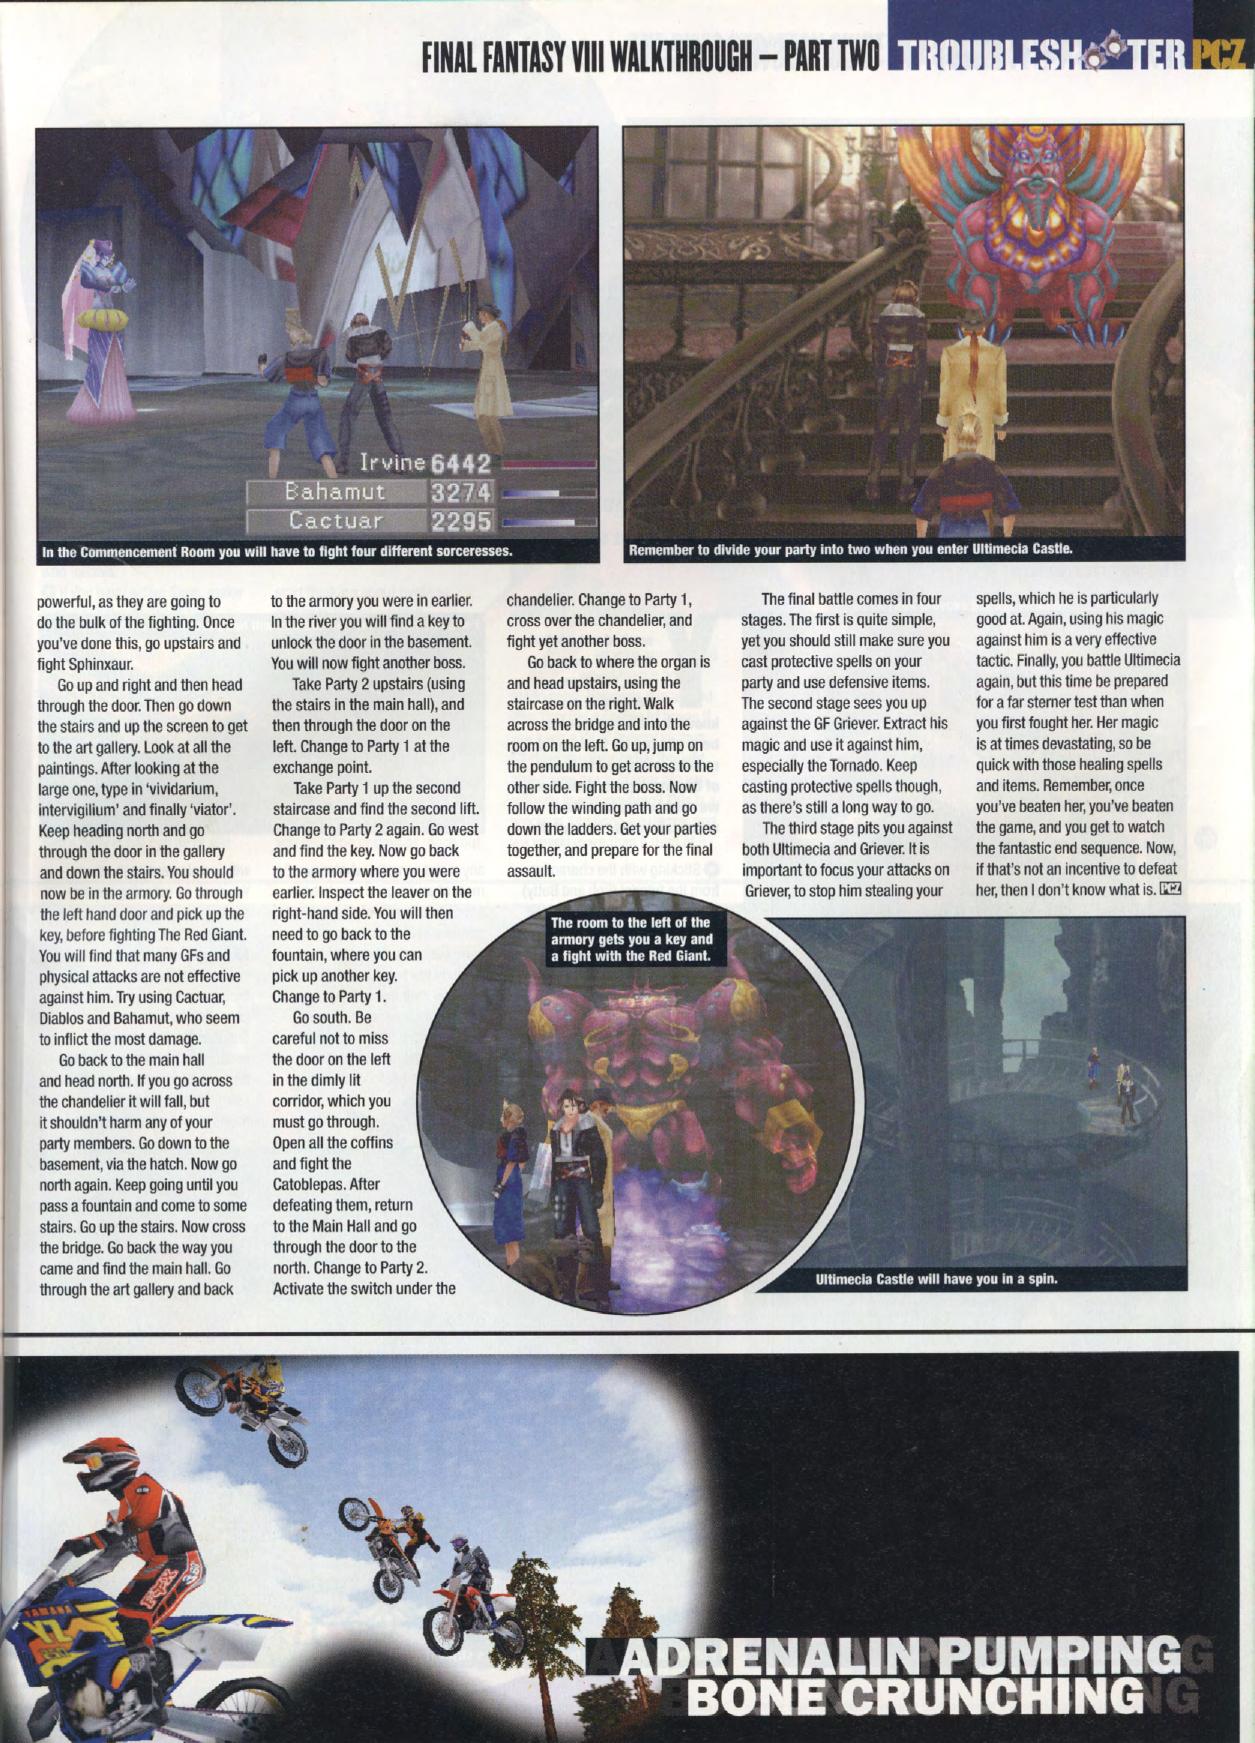 FINAL FANTASY VIII WALKTHROUGH – PART TWO
TROUBLESHOOTER PCZ
Irvine 6442
Bahamut 3274
Cactuar 2295
In the Commencement Room you will have to fight four different sorceresses.
Remember to divide your party into two when you enter Ultimecia Castle.
powerful, as they are going to
do the bulk of the fighting. Once
you've done this, go upstairs and
fight Sphinxaur.
Go up and right and then head
through the door. Then go down
the stairs and up the screen to get
to the art gallery. Look at all the
paintings. After looking at the
large one, type in 'vividarium,
intervigilium' and finally 'viator'.
Keep heading north and go
through the door in the gallery
and down the stairs. You should
now be in the armory. Go through
the left hand door and pick up the
key, before fighting The Red Giant.
You will find that many GFs and
physical attacks are not effective
against him. Try using Cactuar,
Diablos and Bahamut, who seem
to inflict the most damage.
Go back to the main hall
and head north. If you go across
the chandelier it will fall, but
it shouldn't harm any of your
party members. Go down to the
basement, via the hatch. Now go
north again. Keep going until you
pass a fountain and come to some
stairs. Go up the stairs. Now cross
the bridge. Go back the way you
came and find the main hall. Go
through the art gallery and back
to the armory you were in earlier.
In the river you will find a key to
unlock the door in the basement.
You will now fight another boss.
Take Party 2 upstairs (using
the stairs in the main hall), and
then through the door on the
left. Change to Party 1 at the
exchange point.
Take Party 1 up the second
staircase and find the second lift.
Change to Party 2 again. Go west
and find the key. Now go back
to the armory where you were
earlier. Inspect the leaver on the
right-hand side. You will then
need to go back to the
fountain, where you can
pick up another key.
Change to Party 1.
Go south. Be
careful not to miss
the door on the left
in the dimly lit
corridor, which you
must go through.
Open all the coffins
and fight the
Catoblepas. After
defeating them, return
to the Main Hall and go
through the door to the
north. Change to Party 2.
Activate the switch under the
chandelier. Change to Party 1,
cross over the chandelier, and
fight yet another boss.
Go back to where the organ is
and head upstairs, using the
staircase on the right. Walk
across the bridge and into the
room on the left. Go up, jump on
the pendulum to get across to the
other side. Fight the boss. Now
follow the winding path and go
down the ladders. Get your parties
together, and prepare for the final
assault.
The final battle comes in four
stages. The first is quite simple,
yet you should still make sure you
cast protective spells on your
party and use defensive items.
The second stage sees you up
against the GF Griever. Extract his
magic and use it against him,
especially the Tornado. Keep
casting protective spells though,
as there's still a long way to go.
The third stage pits you against
both Ultimecia and Griever. It is
important to focus your attacks on
Griever, to stop him stealing your
spells, which he is particularly
good at. Again, using his magic
against him is a very effective
tactic. Finally, you battle Ultimecia
again, but this time be prepared
for a far sterner test than when
you first fought her. Her magic
is at times devastating, so be
quick with those healing spells
and items. Remember, once
you've beaten her, you've beaten
the game, and you get to watch
the fantastic end sequence. Now,
if that's not an incentive to defeat
her, then I don't know what is. PCZ
The room to the left of the
armory gets you a key and
a fight with the Red Giant.
Ultimecia Castle will have you in a spin.
YAMAHA
YZ
ADRENALIN PUMPING
BONE CRUNCHING